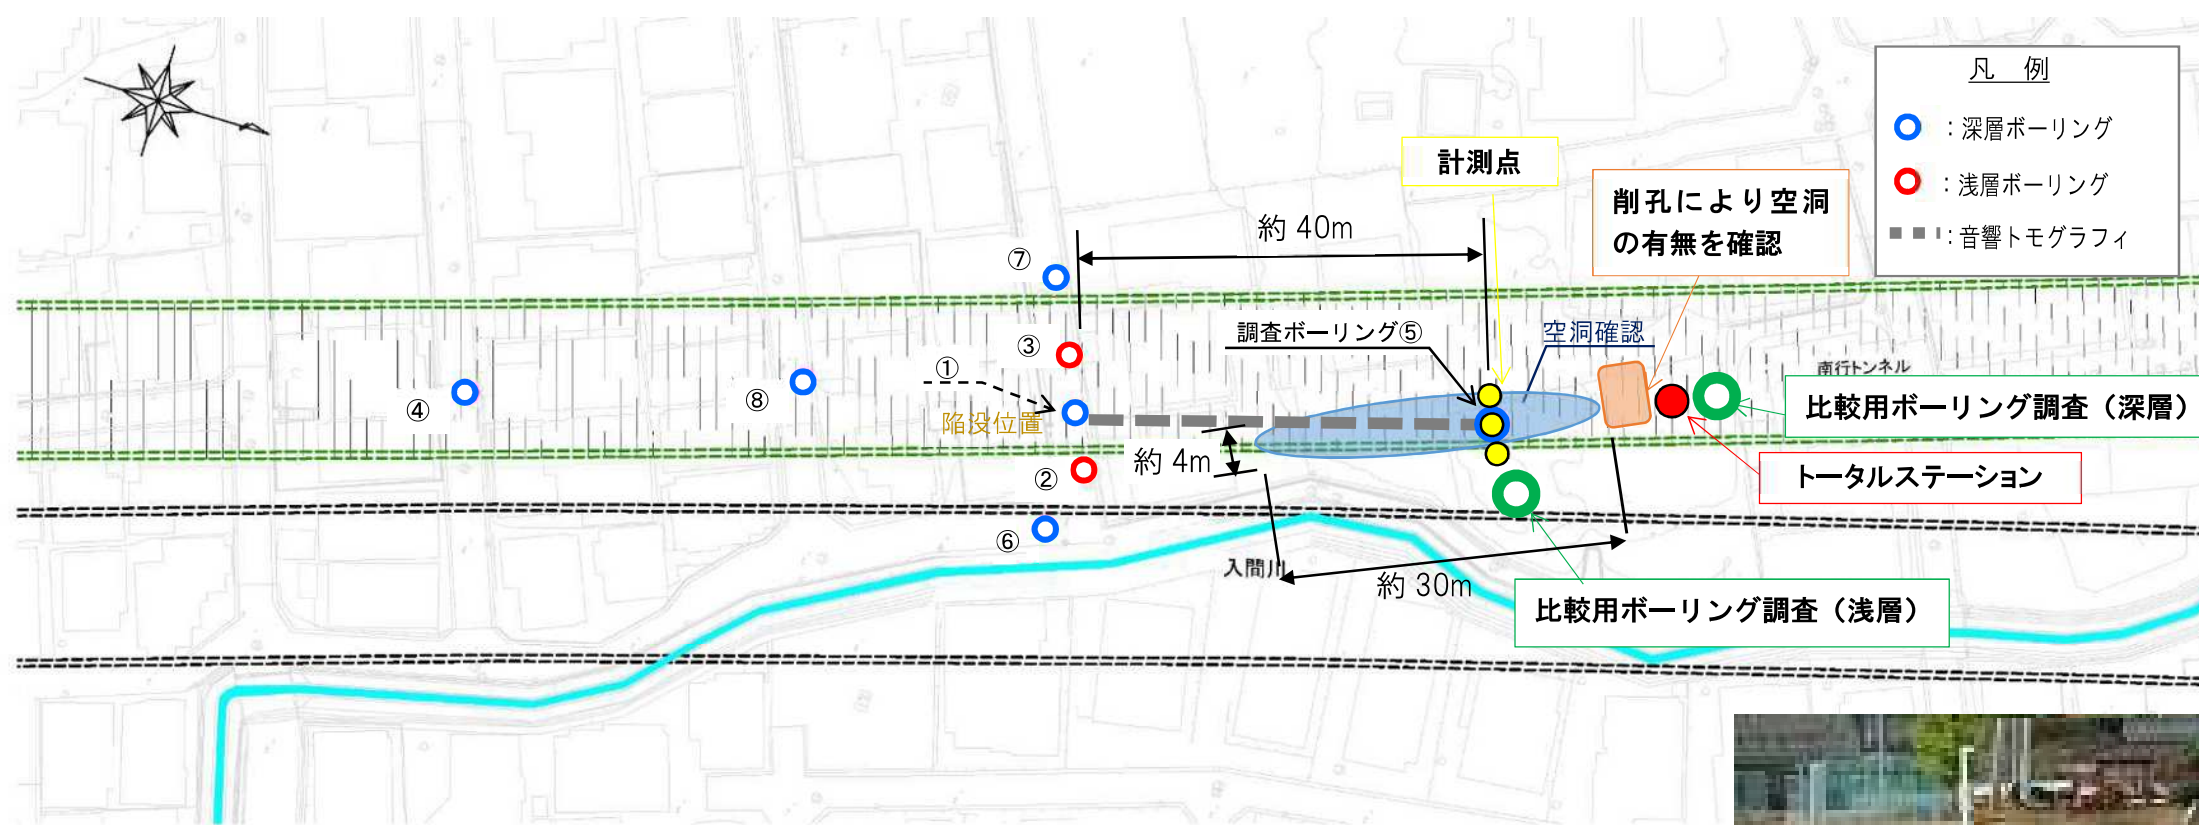 凡 例
：深層ボーリング
：浅層ボーリング
：音響トモグラフィ
計測点
削孔により空洞
の有無を確認
約 40m
⑦
③
調査ボーリング⑤
空洞確認
①
南行トンネル
④
⑧
陥没位置
比較用ボーリング調査（深層）
約 4m
トータルステーション
②
⑥
入間川
約 30m
比較用ボーリング調査（浅層）